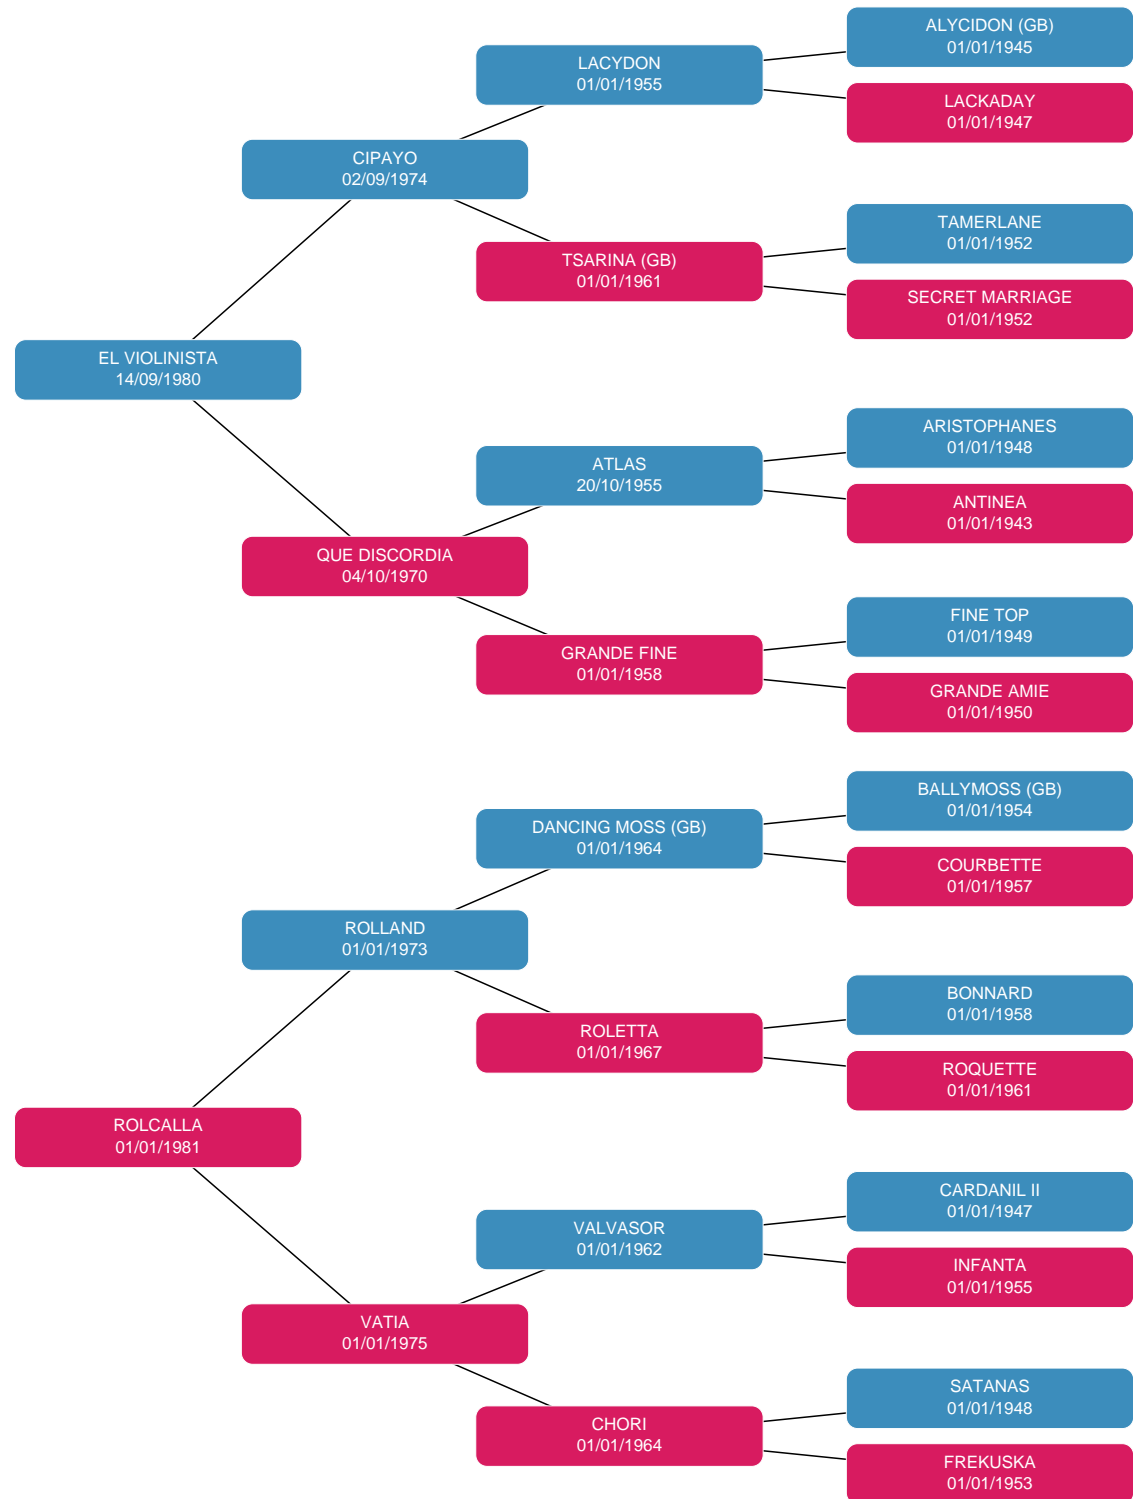 ALYCIDON (GB)
01/01/1945
LACYDON
01/01/1955
LACKADAY
01/01/1947
CIPAYO
02/09/1974
TAMERLANE
01/01/1952
TSARINA (GB)
01/01/1961
SECRET MARRIAGE
01/01/1952
EL VIOLINISTA
14/09/1980
ARISTOPHANES
01/01/1948
ATLAS
20/10/1955
ANTINEA
01/01/1943
QUE DISCORDIA
04/10/1970
FINE TOP
01/01/1949
GRANDE FINE
01/01/1958
GRANDE AMIE
01/01/1950
BALLYMOSS (GB)
01/01/1954
DANCING MOSS (GB)
01/01/1964
COURBETTE
01/01/1957
ROLLAND
01/01/1973
BONNARD
01/01/1958
ROLETTA
01/01/1967
ROQUETTE
01/01/1961
ROLCALLA
01/01/1981
CARDANIL II
01/01/1947
VALVASOR
01/01/1962
INFANTA
01/01/1955
VATIA
01/01/1975
SATANAS
01/01/1948
CHORI
01/01/1964
FREKUSKA
01/01/1953